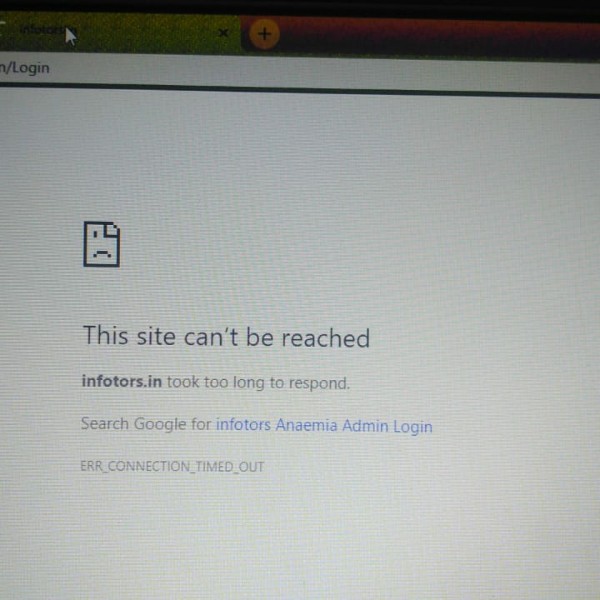 infotors
n/Login
This site can't be reached
infotors.in took too long to respond.
Search Google for infotors Anaemia Admin Login
ERR_CONNECTION_TIMED_OUT